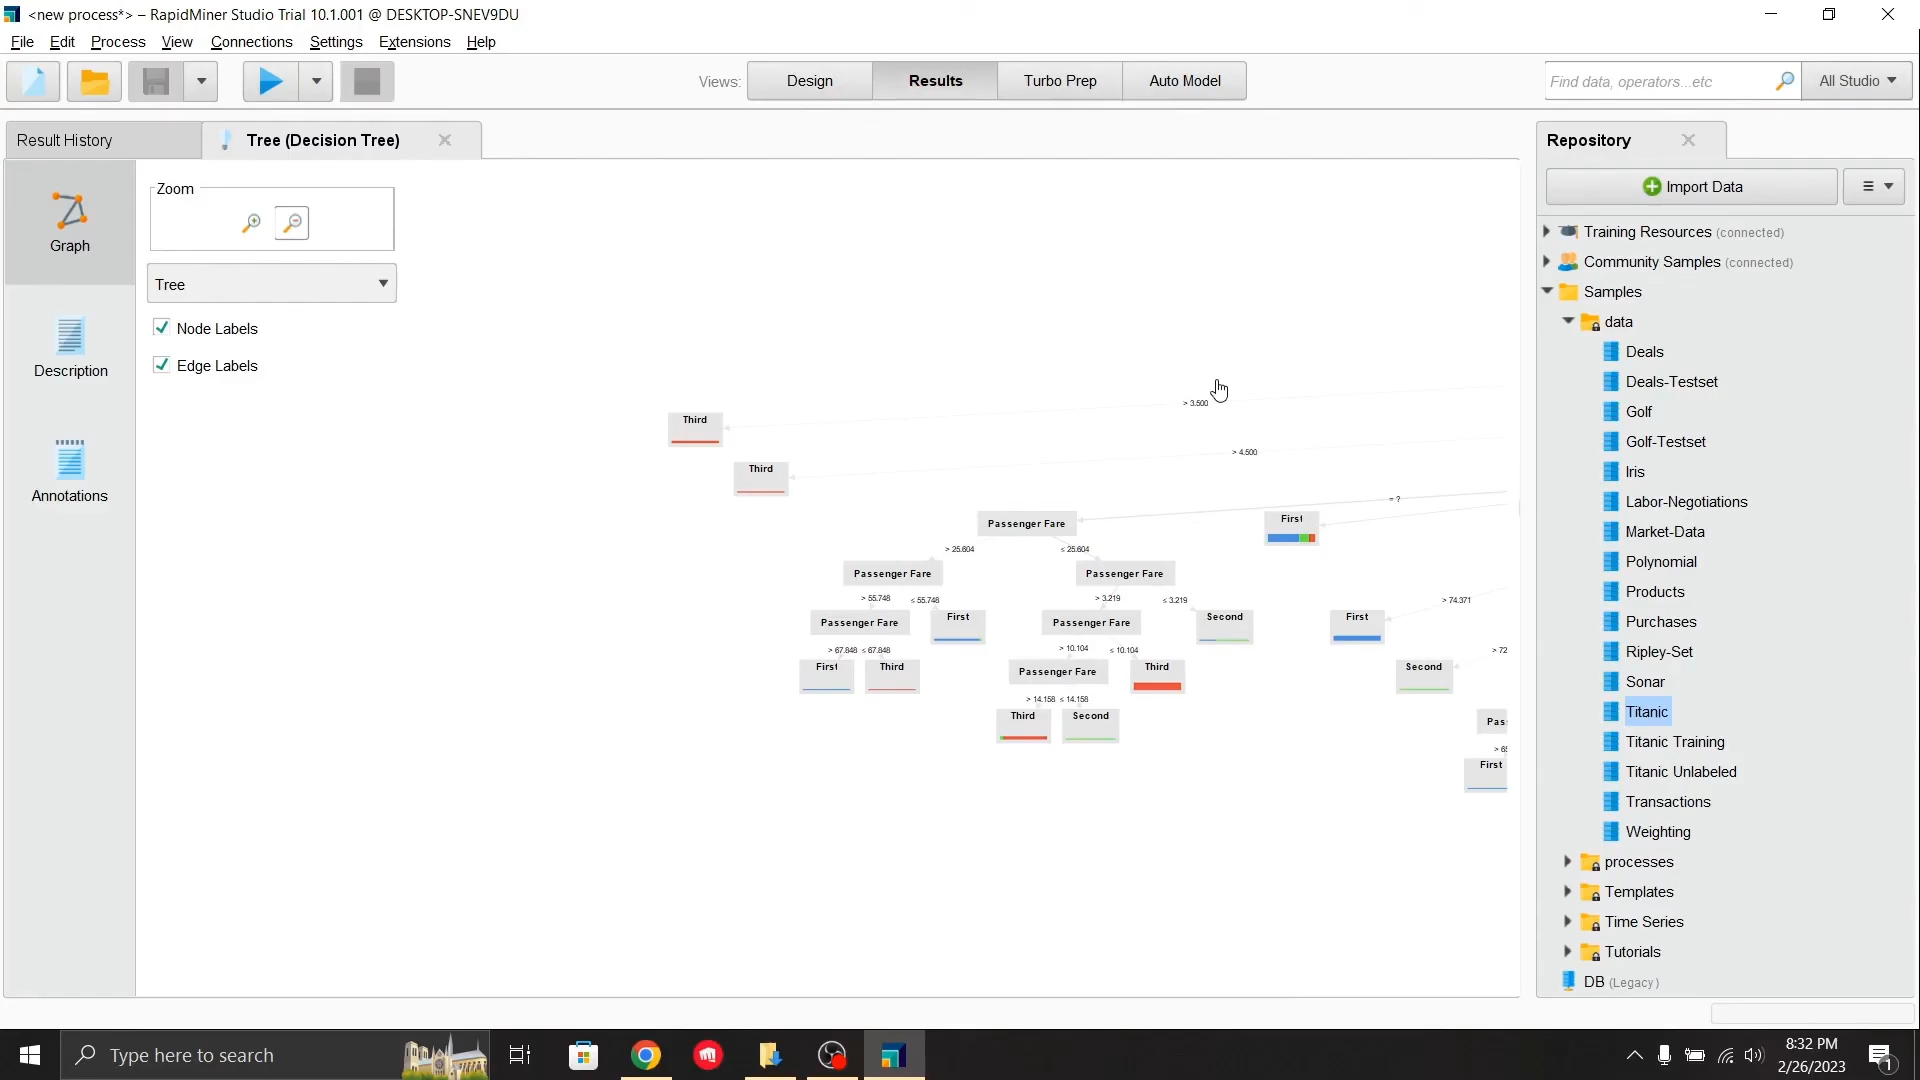 <new process*> – RapidMiner Studio Trial 10.1.001 @ DESKTOP-SNEV9DU
File Edit Process View Connections Settings Extensions Help
Views: Design Results Turbo Prep Auto Model
Find data, operators...etc
All Studio
Result History
Tree (Decision Tree)
Repository
Import Data
Zoom
Graph
Tree
Node Labels
Edge Labels
Description
Annotations
> 3.500
Third
> 4.500
Third
= ?
Passenger Fare
First
> 25.604 ≤ 25.604
Passenger Fare Passenger Fare
> 55.748 ≤ 55.748 > 3.219 ≤ 3.219 > 74.371
Passenger Fare First Passenger Fare Second First
> 67.848 ≤ 67.848 > 10.104 ≤ 10.104 > 72
First Third Passenger Fare Third Second
> 14.158 ≤ 14.158
Third Second Pas
> 65
First
Training Resources (connected)
Community Samples (connected)
Samples
data
Deals
Deals-Testset
Golf
Golf-Testset
Iris
Labor-Negotiations
Market-Data
Polynomial
Products
Purchases
Ripley-Set
Sonar
Titanic
Titanic Training
Titanic Unlabeled
Transactions
Weighting
processes
Templates
Time Series
Tutorials
DB (Legacy)
Type here to search
8:32 PM
2/26/2023
1